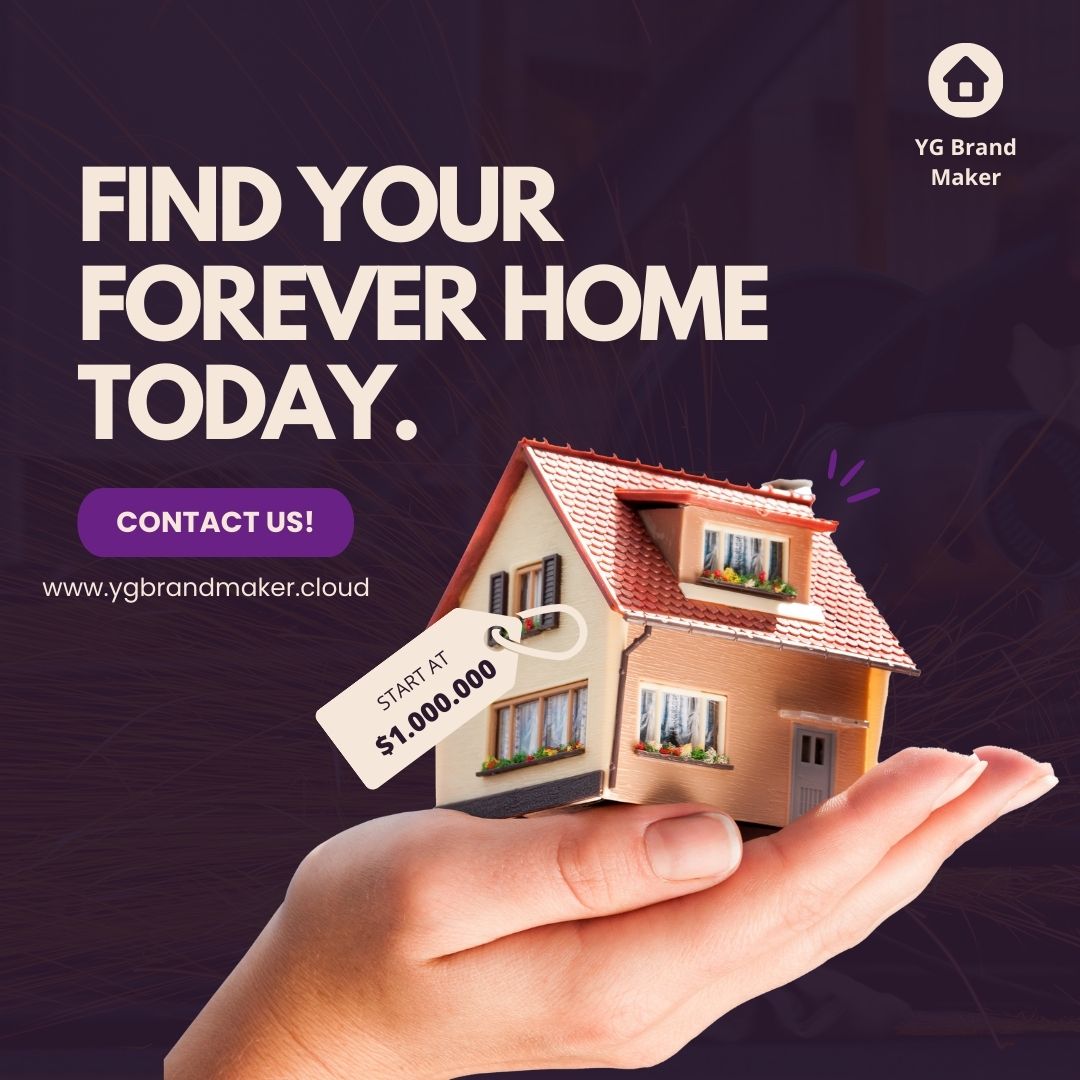 YG Brand
Maker
FIND YOUR
FOREVER HOME
TODAY.
CONTACT US!
www.ygbrandmaker.cloud
START AT
$1.000.000